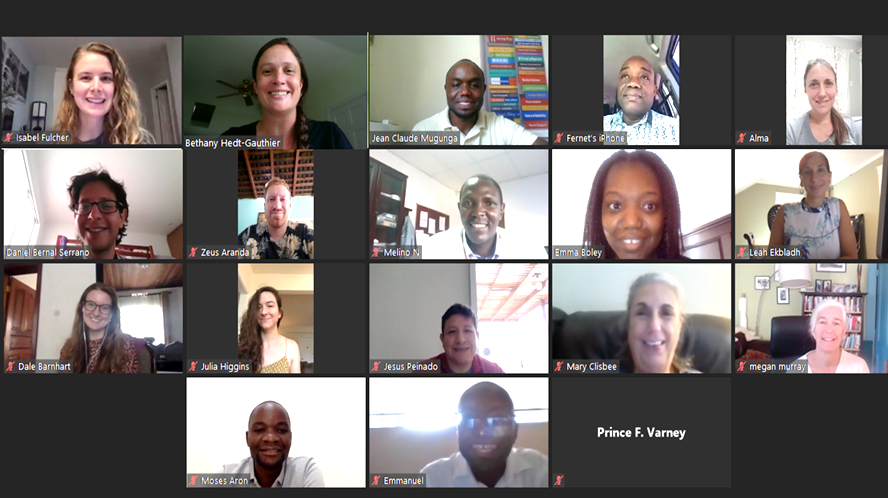 Isabel Fulcher
Bethany Hedt-Gauthier
Jean Claude Mugunga
Fernet's iPhone
Alma
Daniel Bernal Serrano
Zeus Aranda
Melino N
Emma Boley
Leah Ekbladh
Dale Barnhart
Julia Higgins
Jesus Peinado
Mary Clisbee
megan murray
Moses Aron
Emmanuel
Prince F. Varney